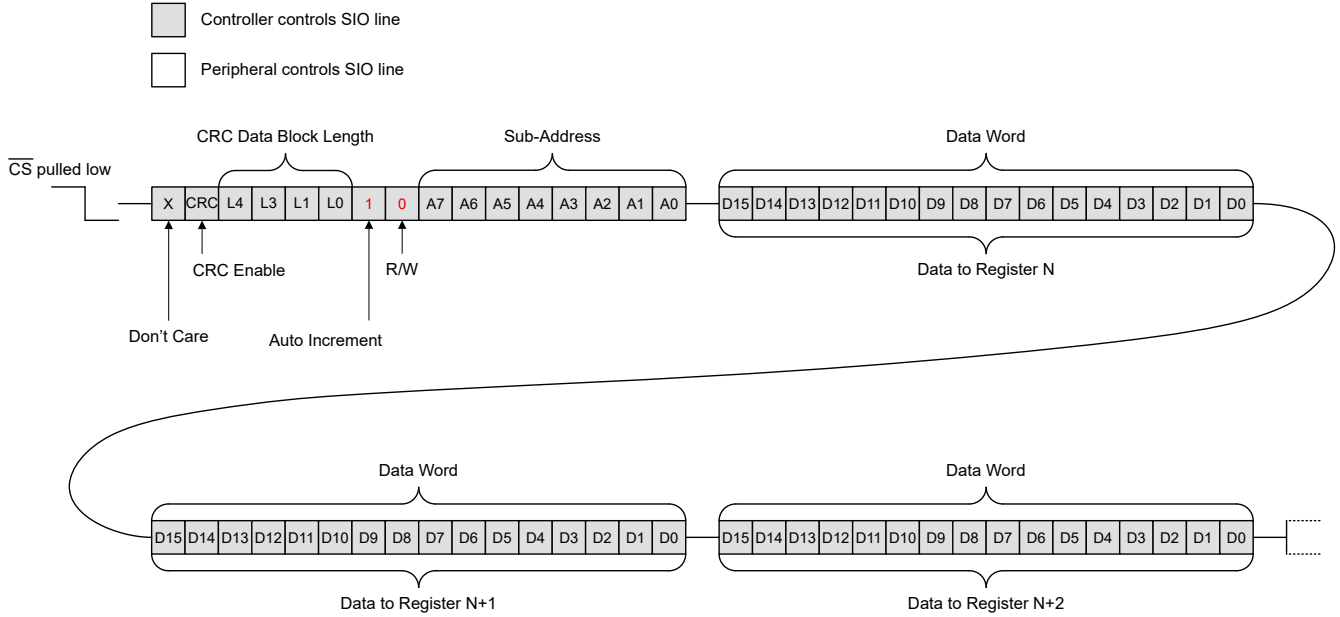 Controller controls SIO line
Peripheral controls SIO line
CRC Data Block Length
Sub-Address
Data Word
CS pulled low
X CRC L4 L3 L1 L0 1 0 A7 A6 A5 A4 A3 A2 A1 A0 D15 D14 D13 D12 D11 D10 D9 D8 D7 D6 D5 D4 D3 D2 D1 D0
CRC Enable
R/W
Data to Register N
Don't Care
Auto Increment
Data Word
Data Word
D15 D14 D13 D12 D11 D10 D9 D8 D7 D6 D5 D4 D3 D2 D1 D0 D15 D14 D13 D12 D11 D10 D9 D8 D7 D6 D5 D4 D3 D2 D1 D0
Data to Register N+1
Data to Register N+2